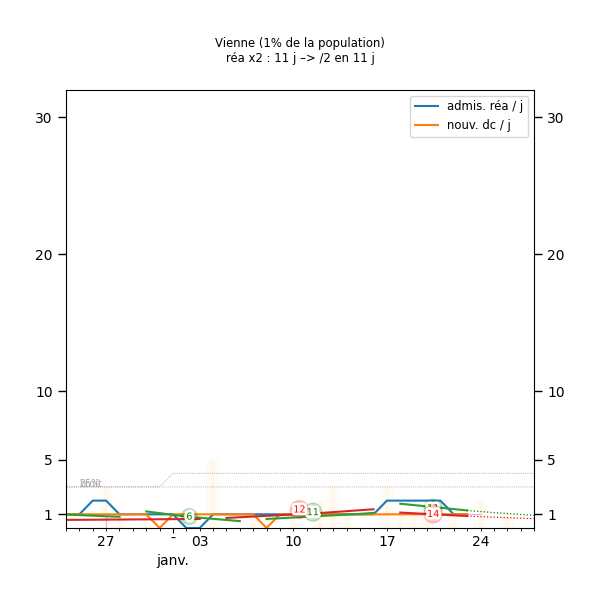 Vienne (1% de la population)
réa x2 : 11 j –> /2 en 11 j
admis. réa / j
nouv. dc / j
30 30
20 20
10 10
5 5
1 1
6 12 11 14
27 - 03 10 17 24
janv.